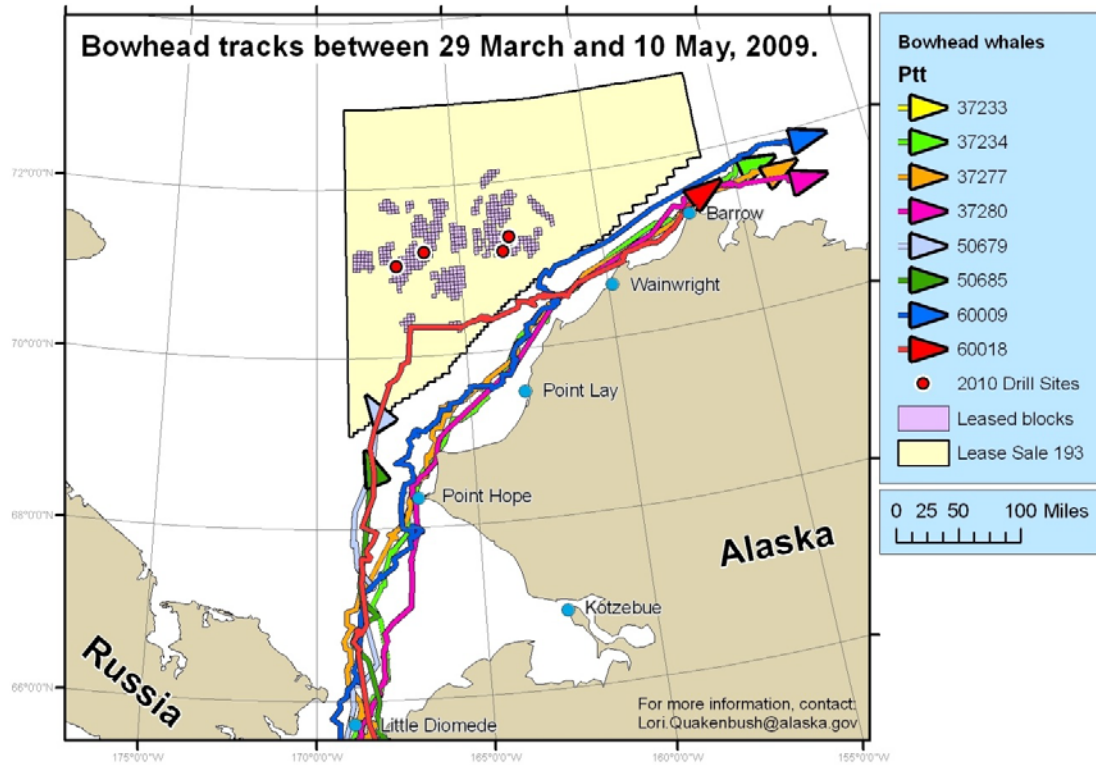 Bowhead tracks between 29 March and 10 May, 2009.
72°0'0"N
70°0'0"N
68°0'0"N
66°0'0"N
Barrow
Wainwright
Point Lay
Point Hope
Alaska
Kotzebue
Russia
Little Diomede
For more information, contact:
Lori.Quakenbush@alaska.gov
175°0'0"W
170°0'0"W
165°0'0"W
160°0'0"W
155°0'0"W
Bowhead whales
Ptt
37233
37234
37277
37280
50679
50685
60009
60018
2010 Drill Sites
Leased blocks
Lease Sale 193
0 25 50 100 Miles